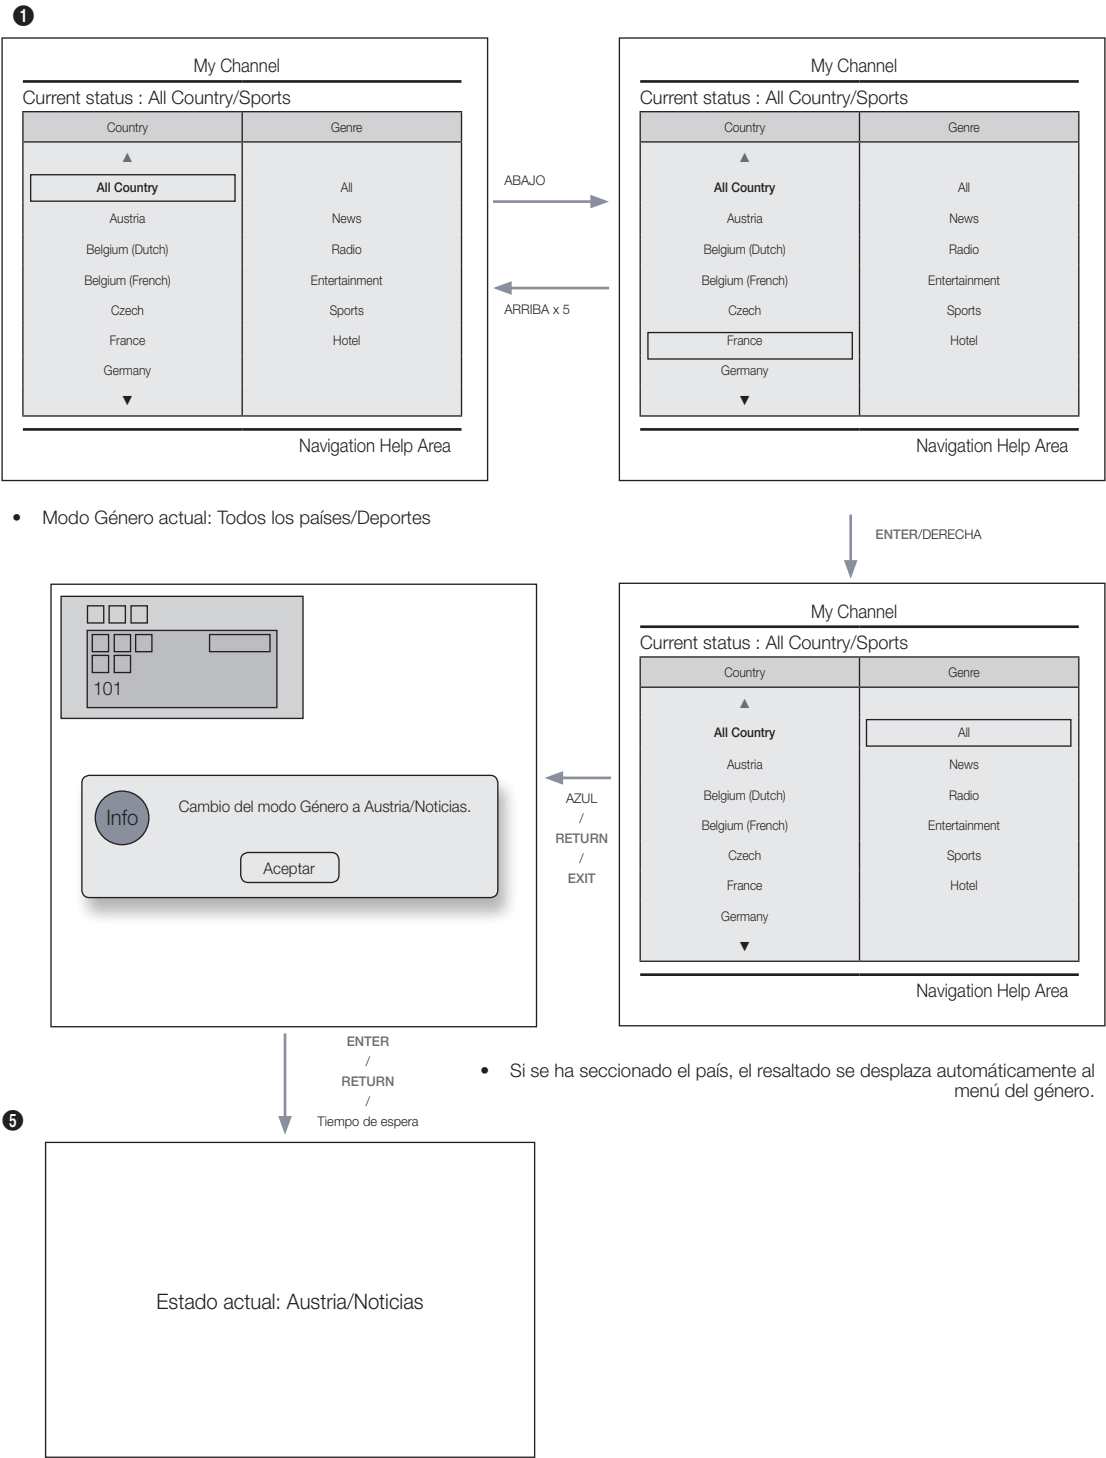 ❶
My Channel
Current status : All Country/Sports
Country Genre
▲
All Country All
Austria News
Belgium (Dutch) Radio
Belgium (French) Entertainment
Czech Sports
France Hotel
Germany
▼
Navigation Help Area
ABAJO
ARRIBA x 5
My Channel
Current status : All Country/Sports
Country Genre
▲
All Country All
Austria News
Belgium (Dutch) Radio
Belgium (French) Entertainment
Czech Sports
France Hotel
Germany
▼
Navigation Help Area
• Modo Género actual: Todos los países/Deportes
ENTER/DERECHA
My Channel
Current status : All Country/Sports
Country Genre
▲
All Country All
Austria News
Belgium (Dutch) Radio
Belgium (French) Entertainment
Czech Sports
France Hotel
Germany
▼
Navigation Help Area
AZUL
/
RETURN
/
EXIT
101
Info
Cambio del modo Género a Austria/Noticias.
Aceptar
ENTER
/
RETURN
/
Tiempo de espera
• Si se ha seccionado el país, el resaltado se desplaza automáticamente al
menú del género.
❺
Estado actual: Austria/Noticias